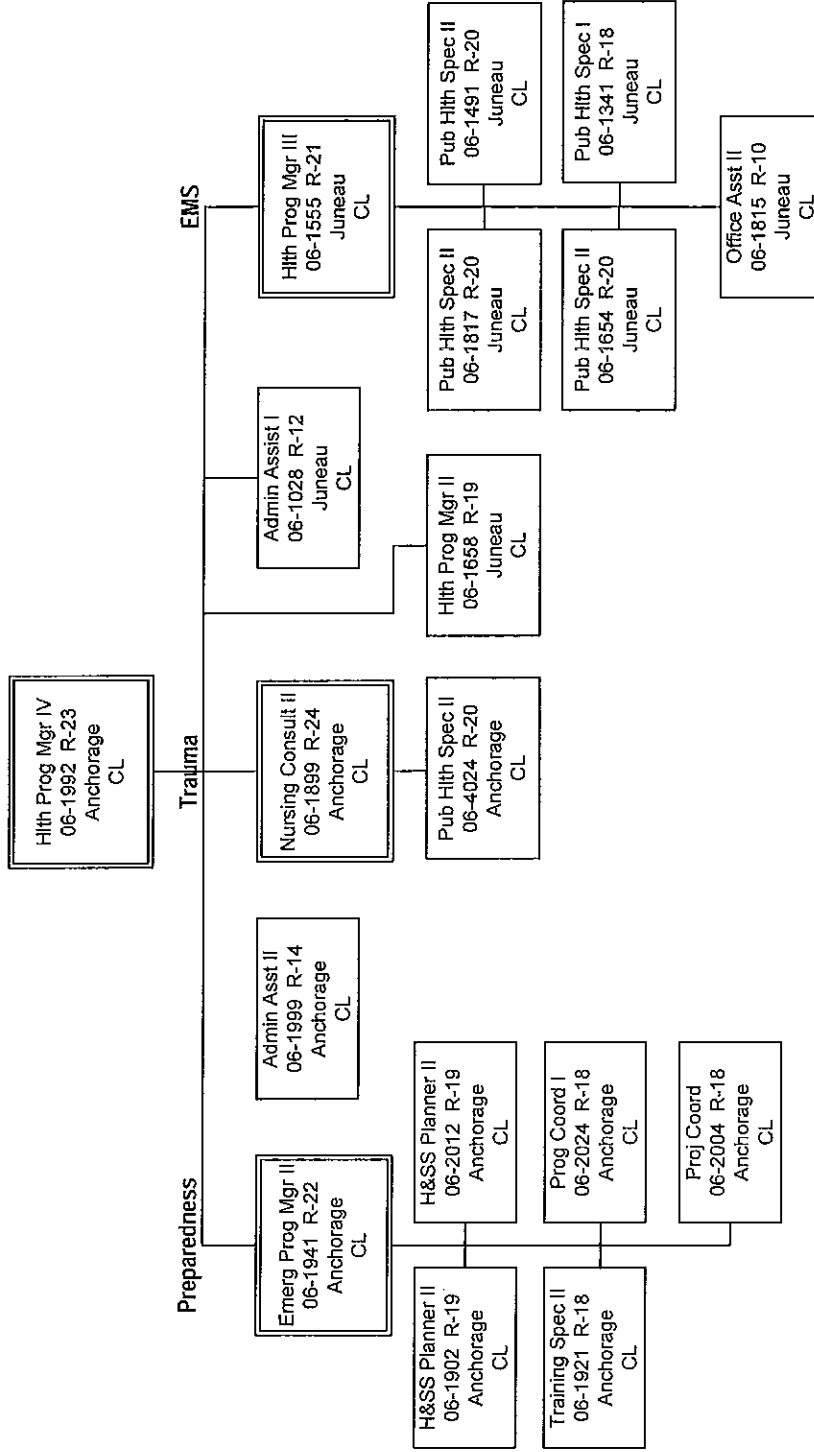 Hlth Prog Mgr IV
06-1992 R-23
Anchorage
CL
Preparedness
Trauma
EMS
Emerg Prog Mgr II
06-1941 R-22
Anchorage
CL
Admin Asst II
06-1999 R-14
Anchorage
CL
Nursing Consult II
06-1899 R-24
Anchorage
CL
Admin Assist I
06-1028 R-12
Juneau
CL
Hlth Prog Mgr III
06-1555 R-21
Juneau
CL
H&SS Planner II
06-1902 R-19
Anchorage
CL
H&SS Planner II
06-2012 R-19
Anchorage
CL
Pub Hlth Spec II
06-4024 R-20
Anchorage
CL
Hlth Prog Mgr II
06-1658 R-19
Juneau
CL
Pub Hlth Spec II
06-1817 R-20
Juneau
CL
Pub Hlth Spec II
06-1491 R-20
Juneau
CL
Training Spec II
06-1921 R-18
Anchorage
CL
Prog Coord I
06-2024 R-18
Anchorage
CL
Pub Hlth Spec II
06-1654 R-20
Juneau
CL
Pub Hlth Spec I
06-1341 R-18
Juneau
CL
Proj Coord
06-2004 R-18
Anchorage
CL
Office Asst II
06-1815 R-10
Juneau
CL